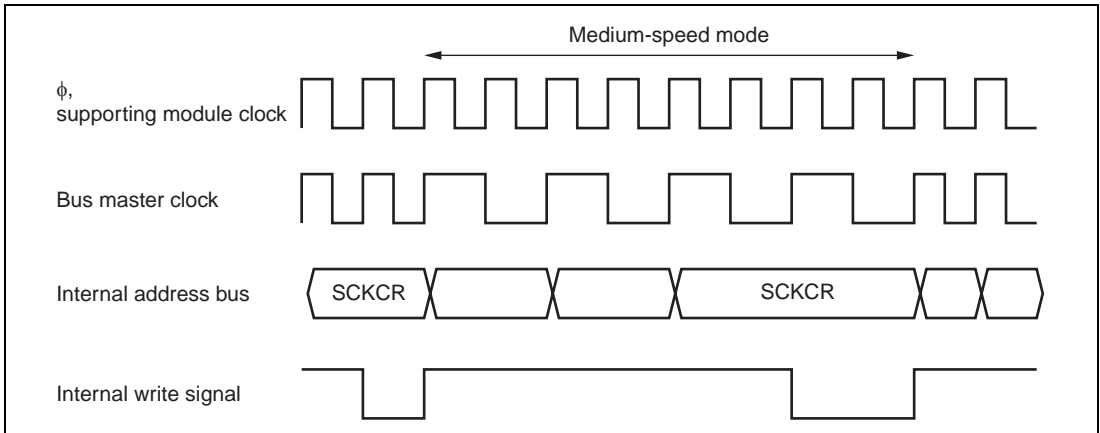 Medium-speed mode
ϕ,
supporting module clock
Bus master clock
Internal address bus
SCKCR
SCKCR
Internal write signal